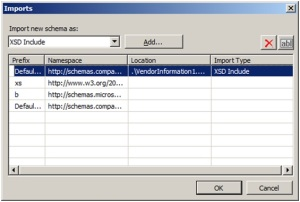 Imports
Import new schema as:
XSD Include
Add...
abl
Prefix Namespace Location Import Type
Defaul... http://schemas.compa... .\VendorInformation1.... XSD Include
xs http://www.w3.org/20...
b http://schemas.micros...
Defaul... http://schemas.compa...
OK Cancel